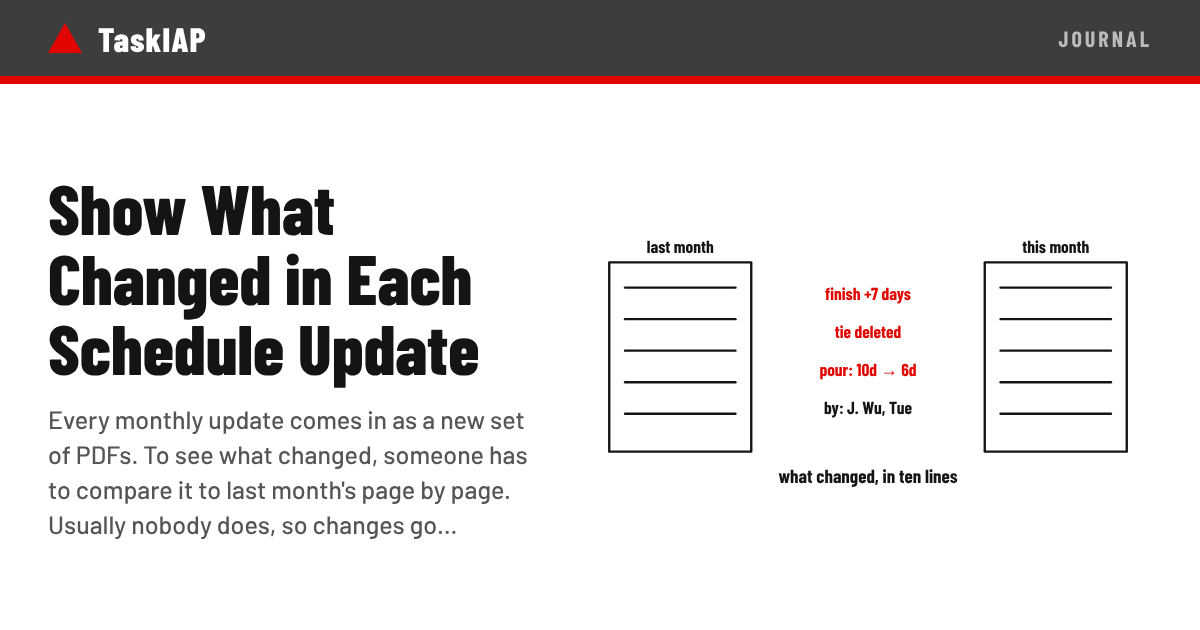 TaskIAP
JOURNAL
Show What
Changed in Each
Schedule Update
Every monthly update comes in as a new set
of PDFs. To see what changed, someone has
to compare it to last month's page by page.
Usually nobody does, so changes go...
last month
this month
finish +7 days
tie deleted
pour: 10d → 6d
by: J. Wu, Tue
what changed, in ten lines